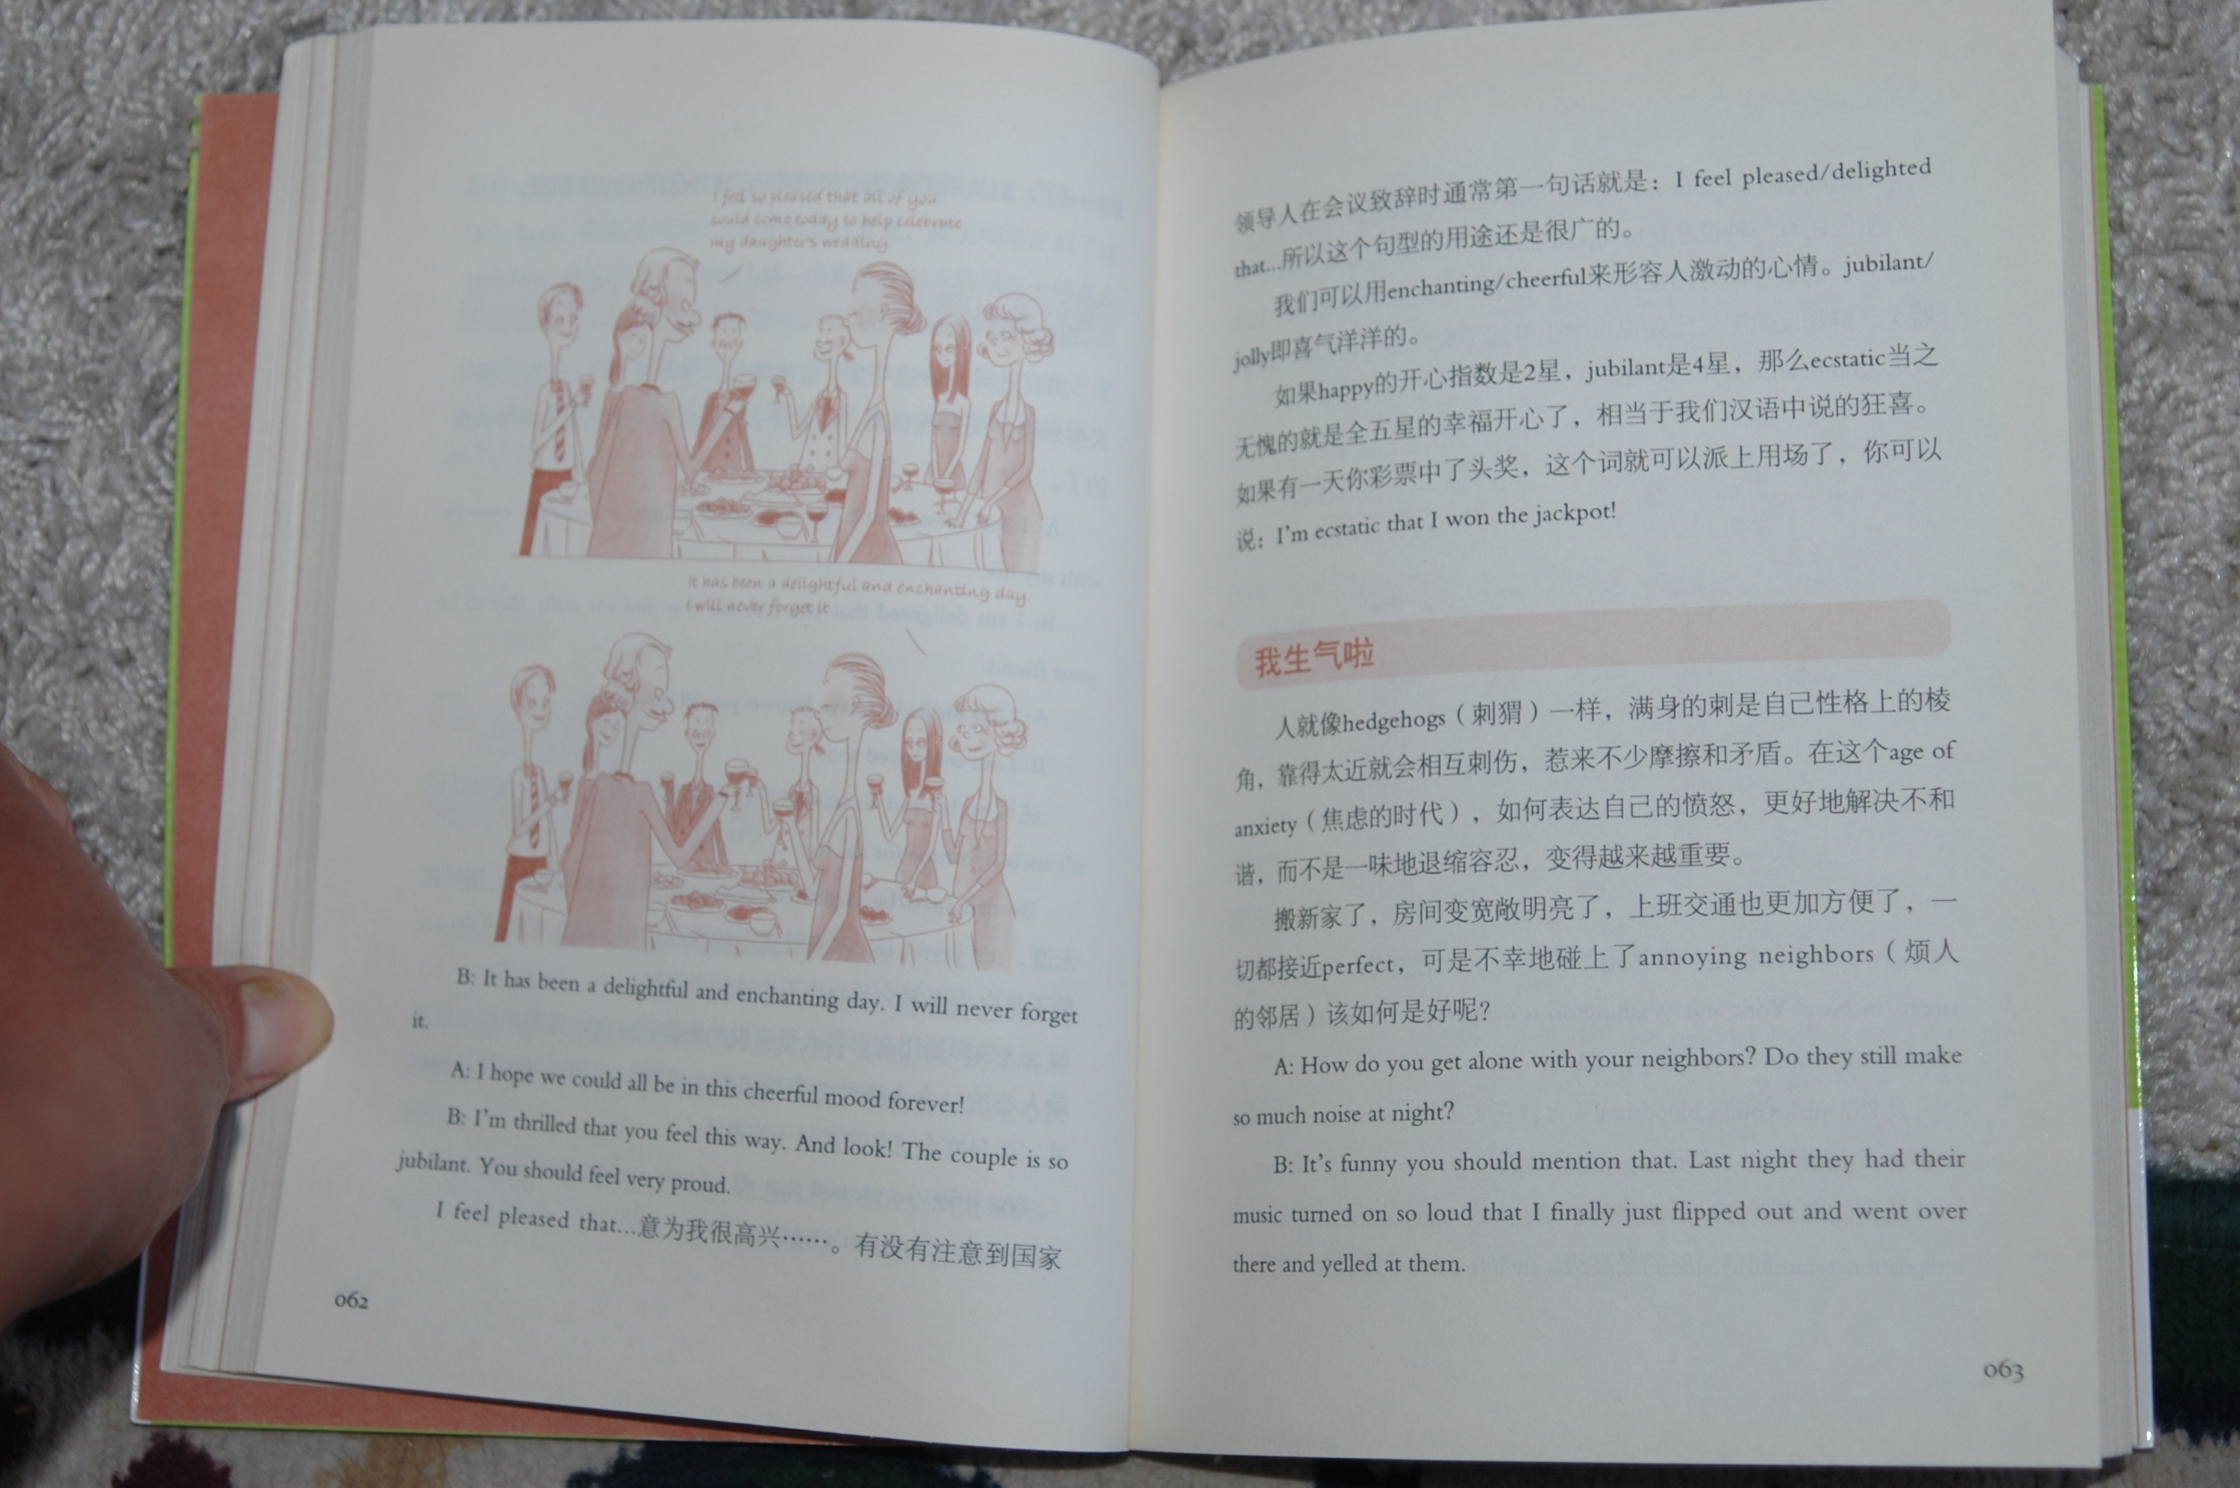 I feel so pleased that all of you
could come today to help celebrate
my daughter's wedding
It has been a delightful and enchanting day
I will never forget it.
B: It has been a delightful and enchanting day. I will never forget
it.
A: I hope we could all be in this cheerful mood forever!
B: I'm thrilled that you feel this way. And look! The couple is so
jubilant. You should feel very proud.
I feel pleased that...意为我很高兴……。有没有注意到国家
062
领导人在会议致辞时通常第一句话就是：I feel pleased/delighted
that...所以这个句型的用途还是很广的。
我们可以用enchanting/cheerful来形容人激动的心情。jubilant/
jolly即喜气洋洋的。
如果happy的开心指数是2星，jubilant是4星，那么ecstatic当之
无愧的就是全五星的幸福开心了，相当于我们汉语中说的狂喜。
如果有一天你彩票中了头奖，这个词就可以派上用场了，你可以
说：I'm ecstatic that I won the jackpot!
我生气啦
人就像hedgehogs（刺猬）一样，满身的刺是自己性格上的棱
角，靠得太近就会相互刺伤，惹来不少摩擦和矛盾。在这个age of
anxiety（焦虑的时代），如何表达自己的愤怒，更好地解决不和
谐，而不是一味地退缩容忍，变得越来越重要。
搬新家了，房间变宽敞明亮了，上班交通也更加方便了，一
切都接近perfect，可是不幸地碰上了annoying neighbors（烦人
的邻居）该如何是好呢？
A: How do you get alone with your neighbors? Do they still make
so much noise at night?
B: It's funny you should mention that. Last night they had their
music turned on so loud that I finally just flipped out and went over
there and yelled at them.
063